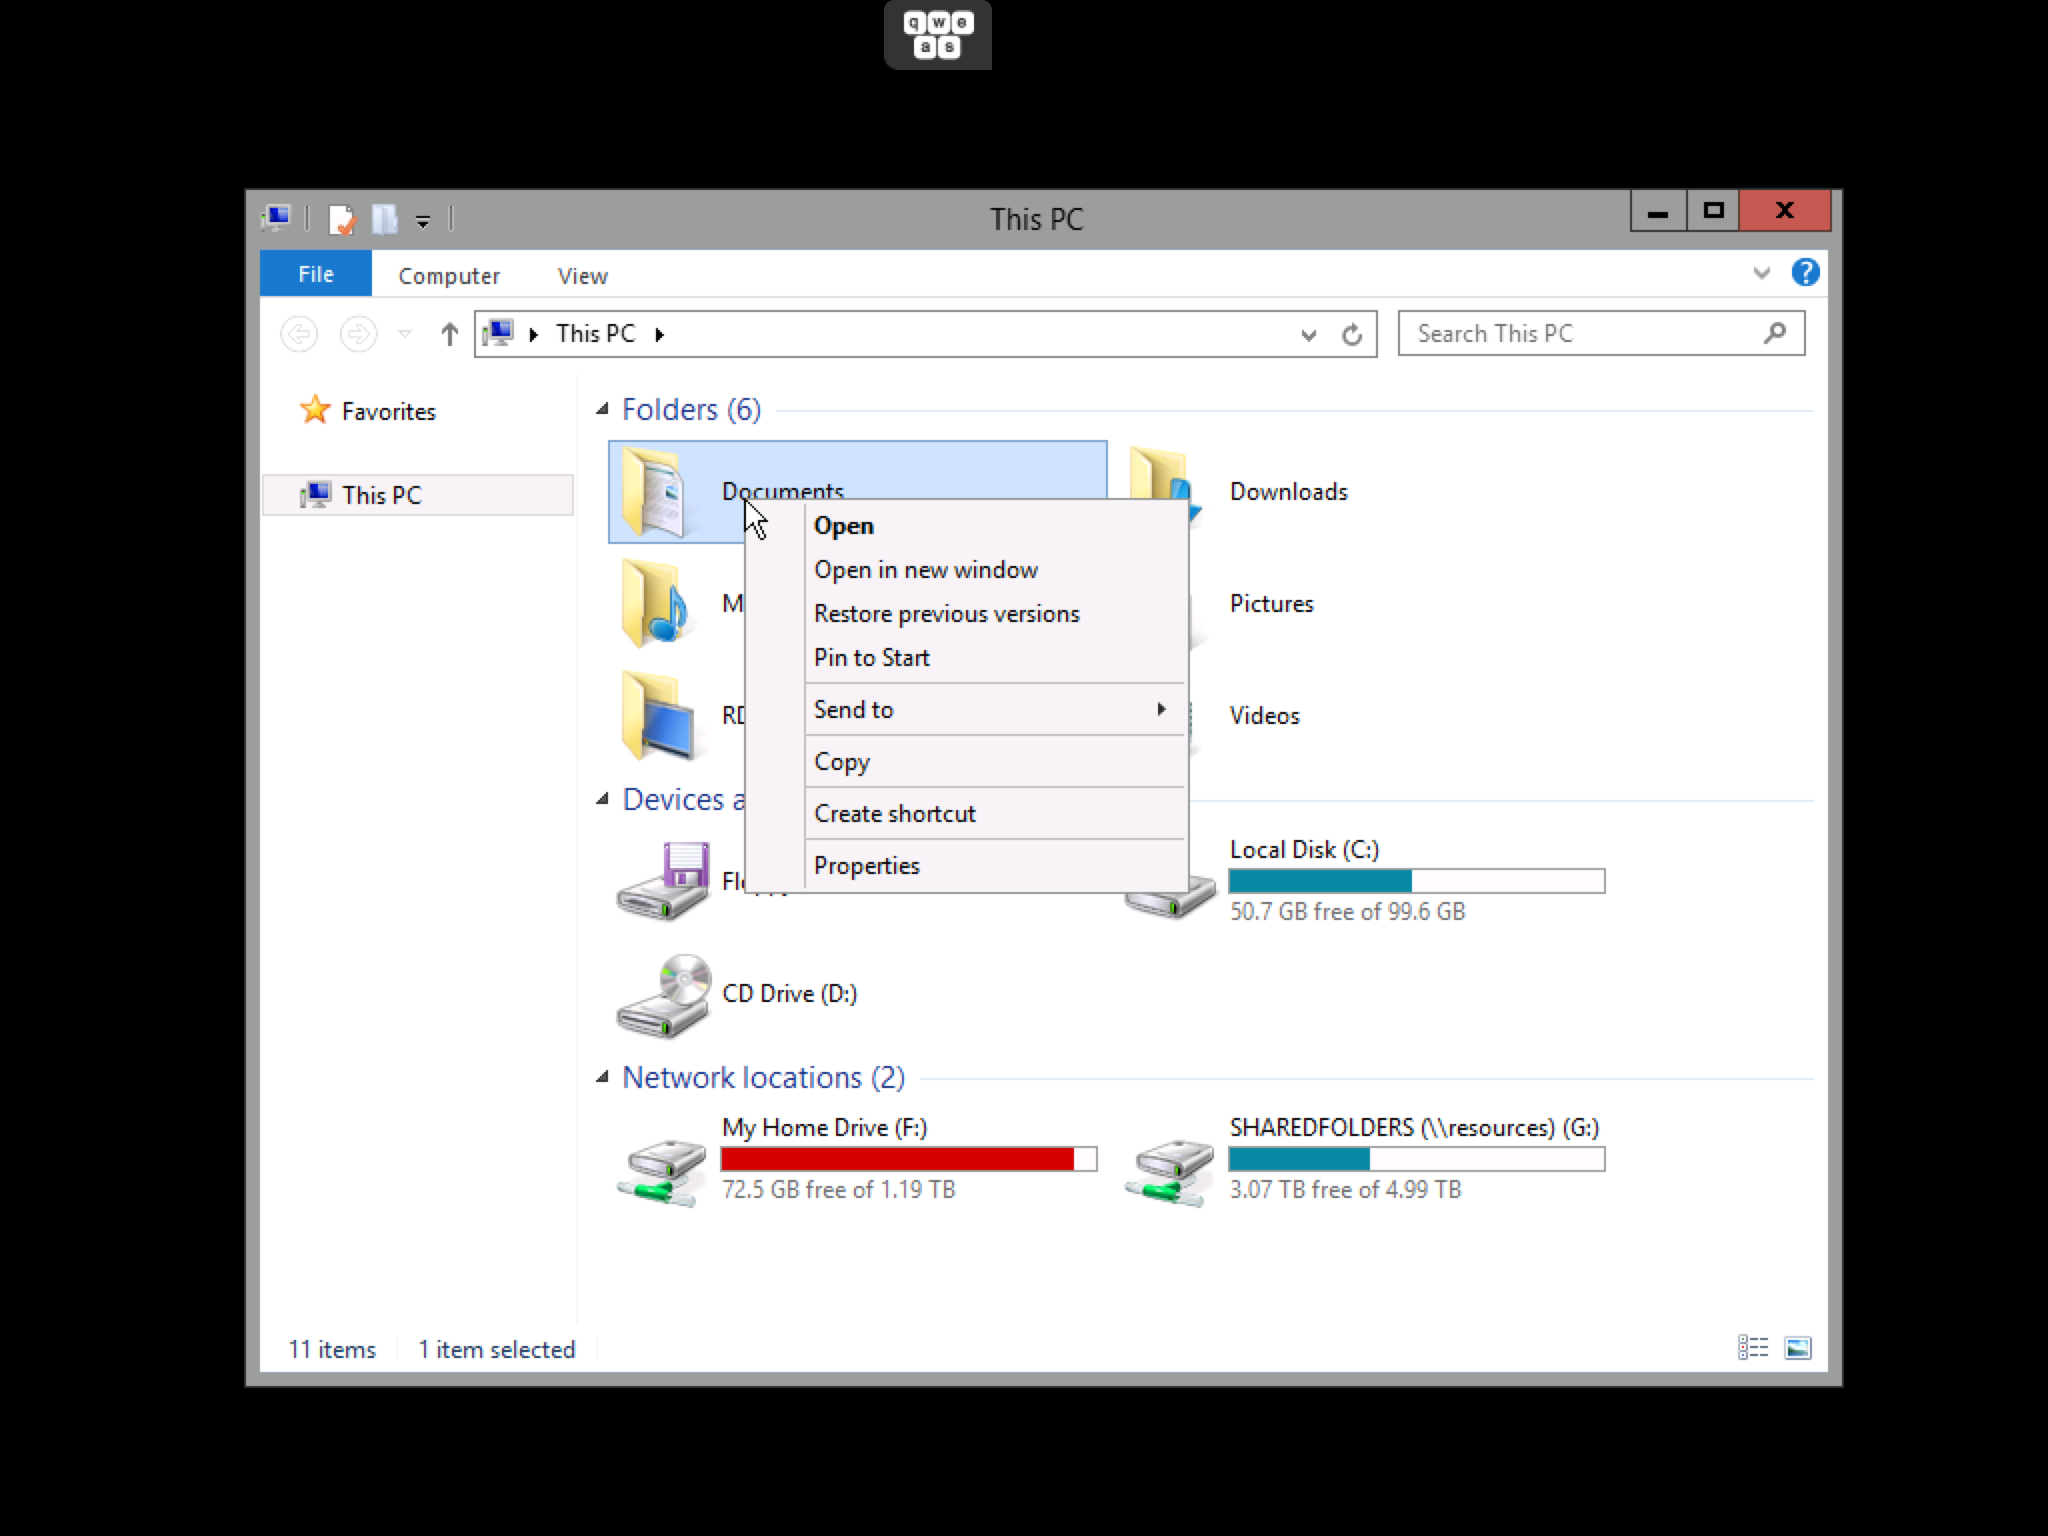 q w e
a s
This PC
File Computer View
This PC
Search This PC
Favorites
This PC
Folders (6)
Documents
Downloads
Pictures
Videos
Open
Open in new window
Restore previous versions
Pin to Start
Send to
Copy
Create shortcut
Properties
Devices
Local Disk (C:)
50.7 GB free of 99.6 GB
CD Drive (D:)
Network locations (2)
My Home Drive (F:)
72.5 GB free of 1.19 TB
SHAREDFOLDERS (\\resources) (G:)
3.07 TB free of 4.99 TB
11 items 1 item selected